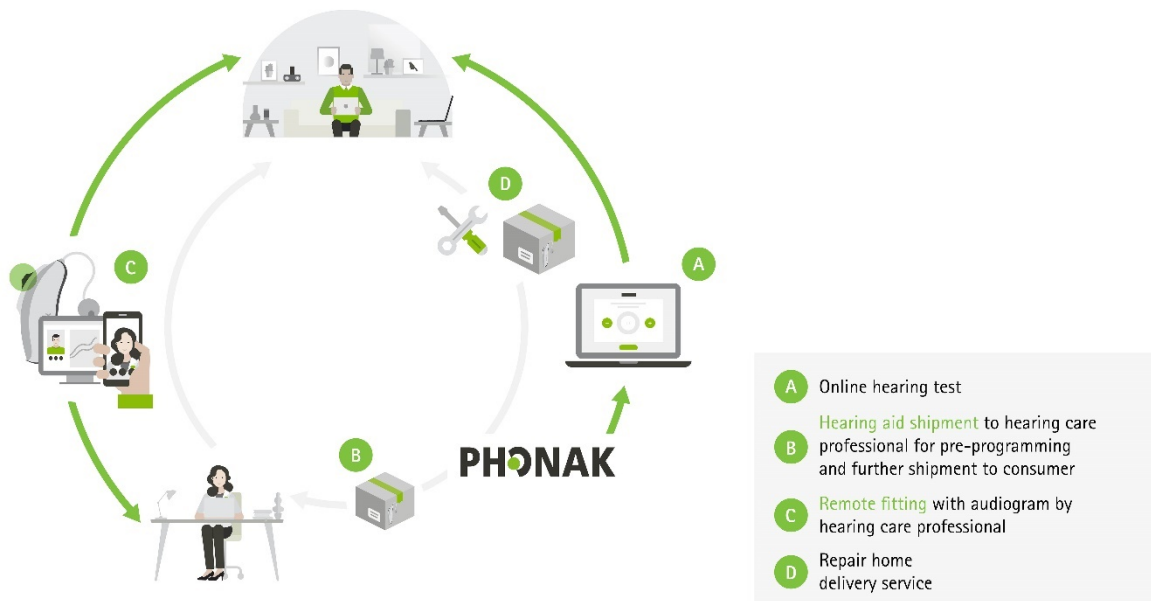 D
C
A
B
PHONAK
A Online hearing test
Hearing aid shipment to hearing care
B professional for pre-programming
and further shipment to consumer
C Remote fitting with audiogram by
hearing care professional
D Repair home
delivery service